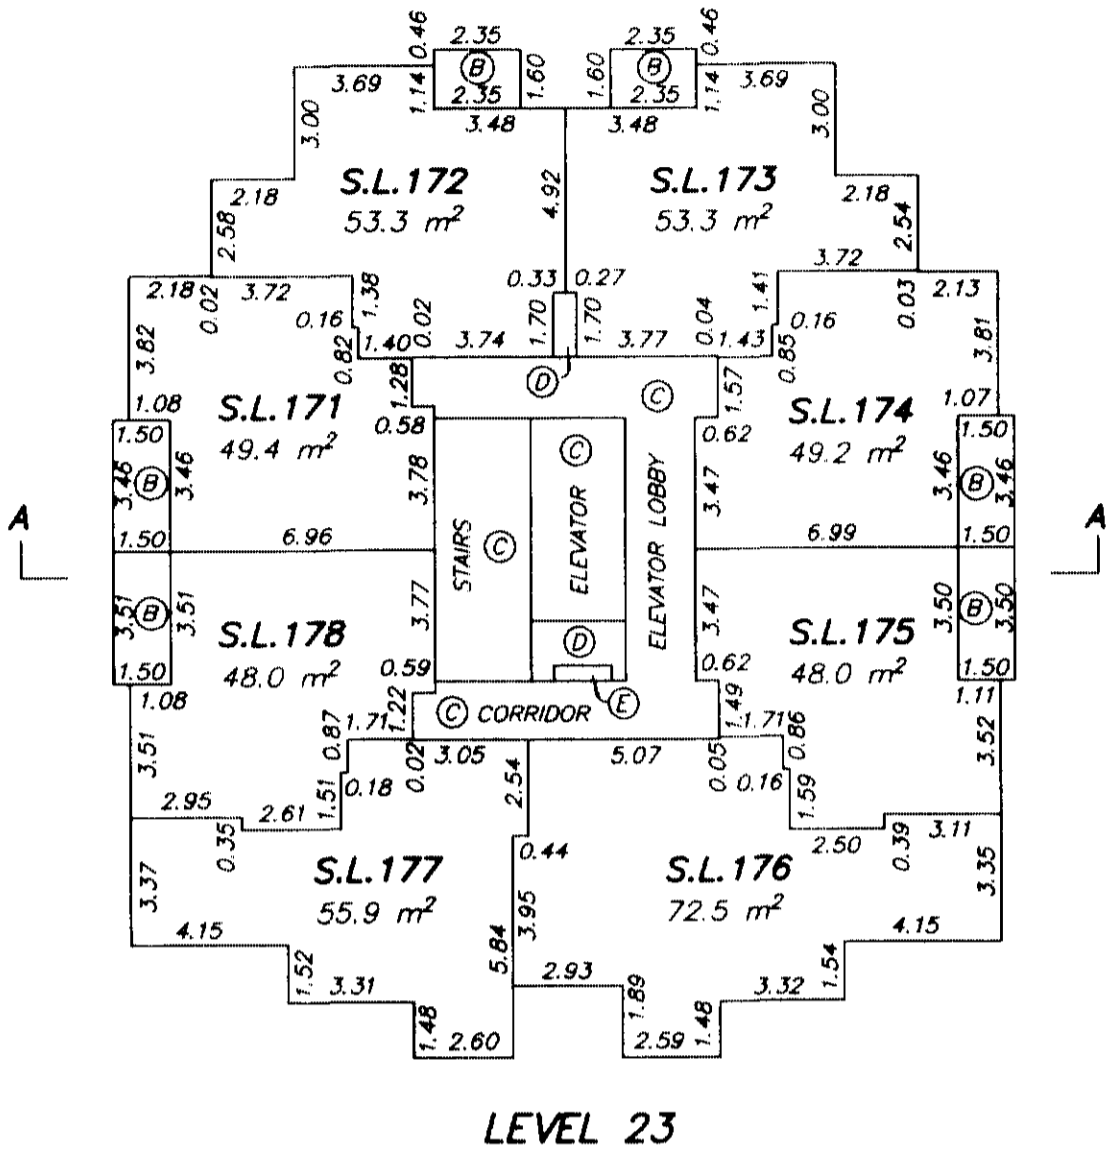 0.46 2.35 2.35 0.46
B B
3.69 1.14 2.35 1.60 1.60 2.35 1.14 3.69
3.00 3.48 3.48 3.00
S.L.172 S.L.173
53.3 m² 53.3 m²
2.18 4.92 2.18
2.58 2.54
2.18 0.02 3.72 1.38 0.33 0.27 1.41 3.72 0.03 2.13
3.82 0.16 0.82 1.40 0.02 3.74 1.70 1.70 3.77 0.04 1.43 0.85 0.16 3.81
1.08 1.28 D C 1.57 1.07
S.L.171 S.L.174
49.4 m² 49.2 m²
1.50 0.58 0.62 1.50
3.46 B 3.46 3.78 C 3.47 3.46 B 3.46
1.50 6.96 6.99 1.50
A A
STAIRS C ELEVATOR ELEVATOR LOBBY
3.51 B 3.51 3.77 3.47 3.50 B 3.50
S.L.178 S.L.175
48.0 m² 48.0 m²
D
1.50 0.59 0.62 1.50
1.08 1.22 1.49 1.11
C CORRIDOR E
3.51 0.87 1.71 0.02 3.05 5.07 0.05 1.71 0.86 3.52
0.18 1.51 2.54 0.16 1.59
2.95 0.35 2.61 2.50 0.39 3.11
0.44
S.L.177 S.L.176
55.9 m² 72.5 m²
3.37 3.95 3.35
4.15 5.84 4.15
1.52 3.31 2.93 1.89 3.32 1.54
1.48 2.60 2.59 1.48
LEVEL 23